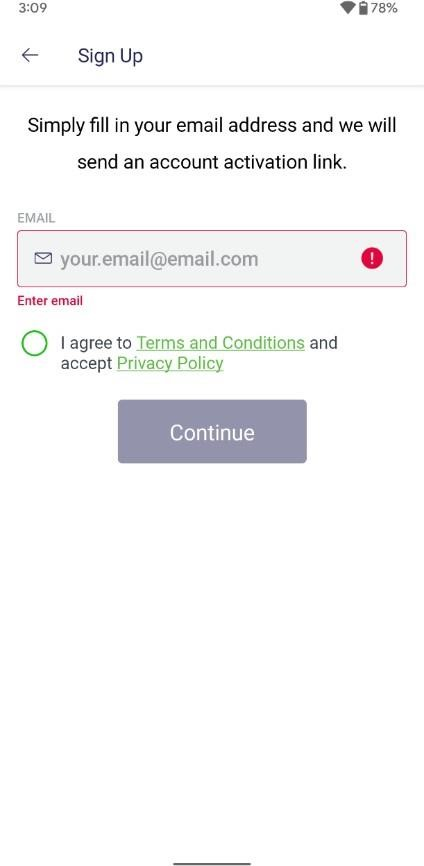 3:09
78%
Sign Up
Simply fill in your email address and we will
send an account activation link.
EMAIL
your.email@email.com
!
Enter email
I agree to Terms and Conditions and
accept Privacy Policy
Continue